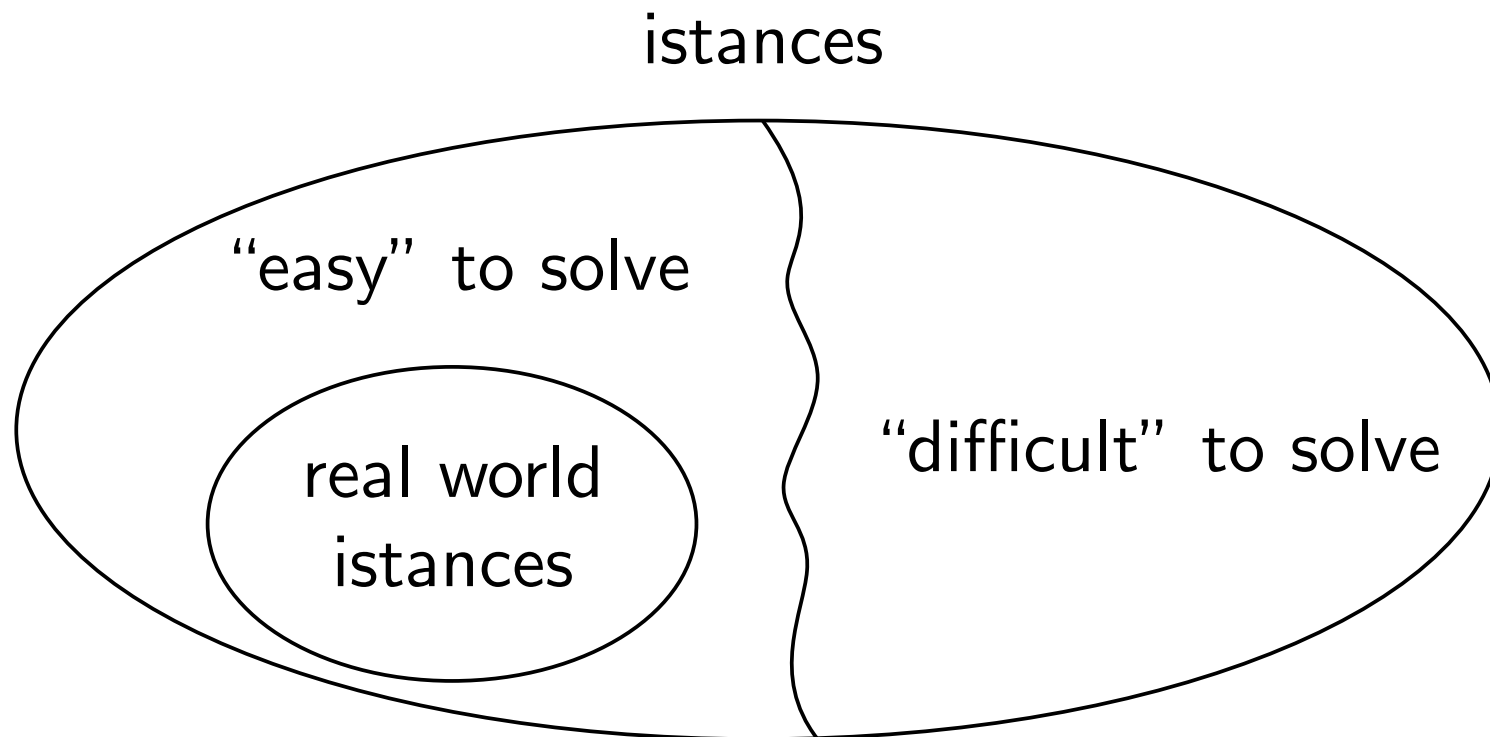 istances
“easy” to solve
“difficult” to solve
real world
istances